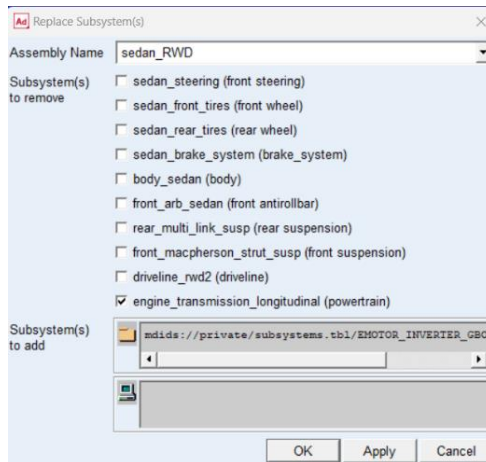 Ad Replace Subsystem(s)
Assembly Name sedan_RWD
Subsystem(s) to remove
sedan_steering (front steering)
sedan_front_tires (front wheel)
sedan_rear_tires (rear wheel)
sedan_brake_system (brake_system)
body_sedan (body)
front_arb_sedan (front antirollbar)
rear_multi_link_susp (rear suspension)
front_macpherson_strut_susp (front suspension)
driveline_rwd2 (driveline)
engine_transmission_longitudinal (powertrain)
Subsystem(s) to add
mdids://private/subsystems.tbl/EMOTOR_INVERTER_GBO
OK Apply Cancel